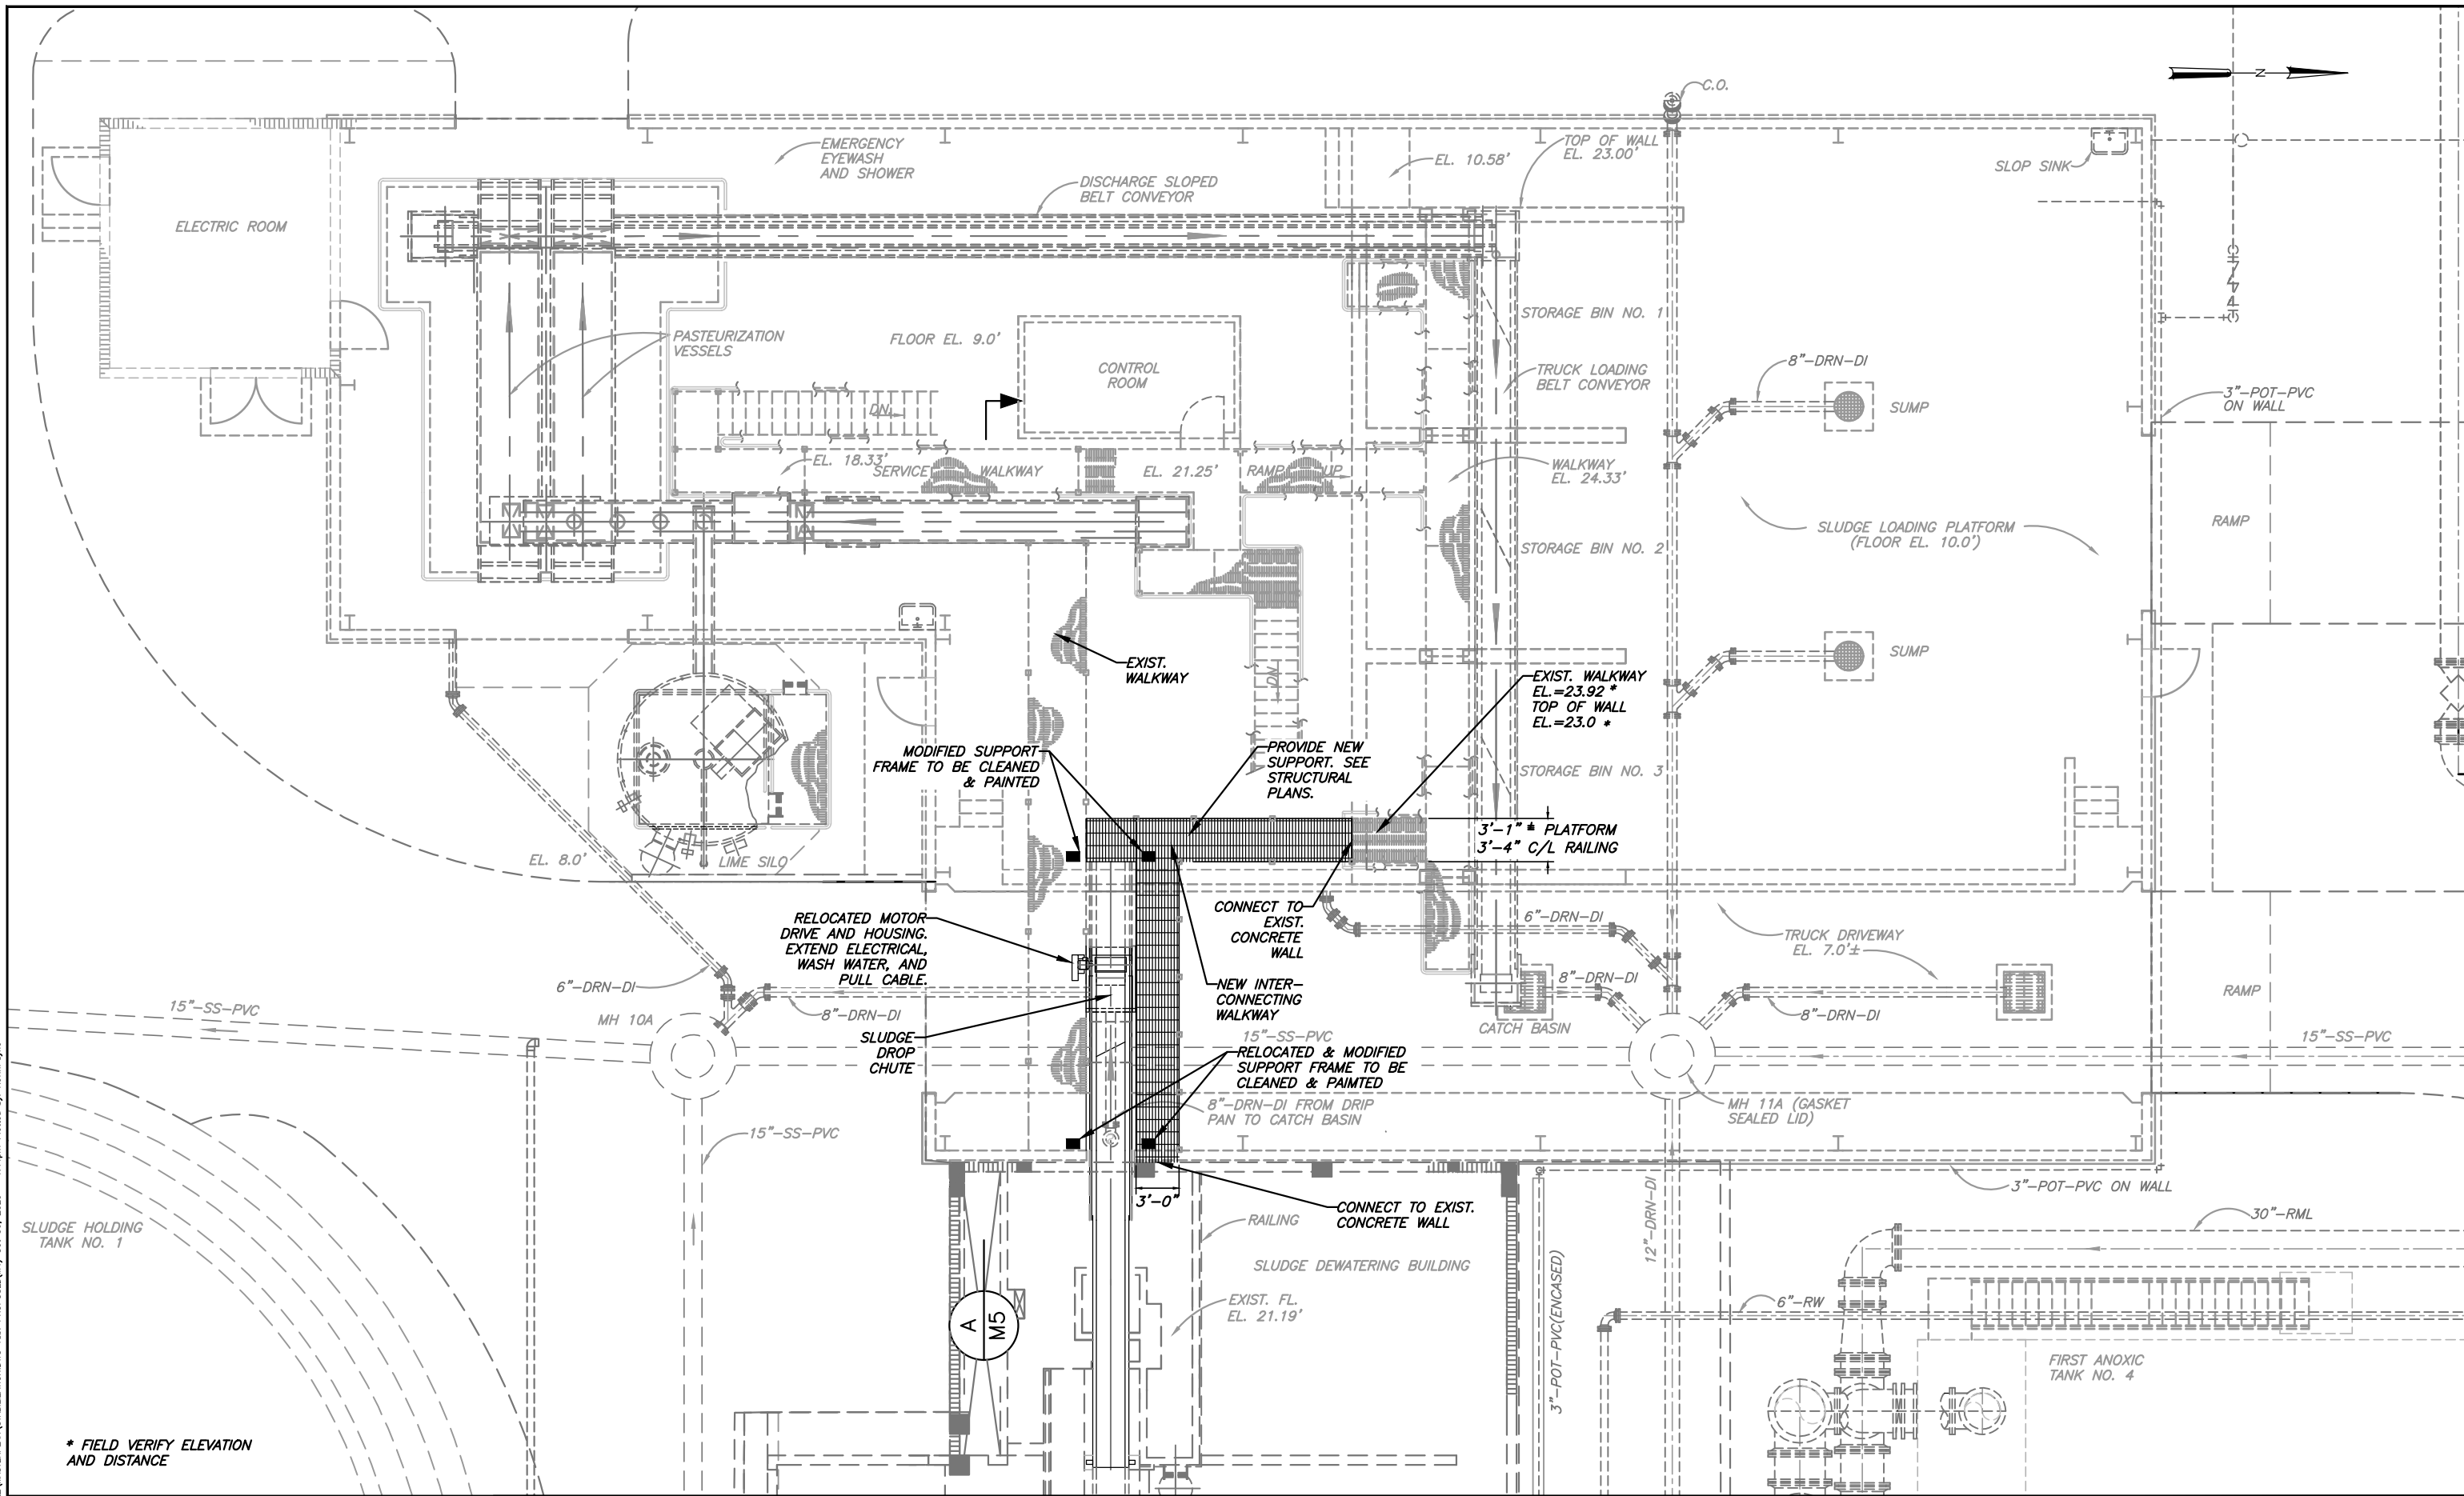 C.O.
N
EMERGENCY
EYEWASH
AND SHOWER
EL. 10.58'
TOP OF WALL
EL. 23.00'
SLOP SINK
ELECTRIC ROOM
DISCHARGE SLOPED
BELT CONVEYOR
STORAGE BIN NO. 1
PASTEURIZATION
VESSELS
FLOOR EL. 9.0'
CONTROL
ROOM
TRUCK LOADING
BELT CONVEYOR
8"-DRN-DI
SUMP
3"-POT-PVC
ON WALL
DN.
EL. 18.33'
SERVICE WALKWAY
EL. 21.25'
RAMP UP
WALKWAY
EL. 24.33'
STORAGE BIN NO. 2
SLUDGE LOADING PLATFORM
(FLOOR EL. 10.0')
RAMP
EXIST.
WALKWAY
DN
SUMP
EXIST. WALKWAY
EL.=23.92 *
TOP OF WALL
EL.=23.0 *
MODIFIED SUPPORT
FRAME TO BE CLEANED
& PAINTED
PROVIDE NEW
SUPPORT. SEE
STRUCTURAL
PLANS.
STORAGE BIN NO. 3
3'-1" * PLATFORM
3'-4" C/L RAILING
EL. 8.0'
LIME SILO
RELOCATED MOTOR
DRIVE AND HOUSING.
EXTEND ELECTRICAL,
WASH WATER, AND
PULL CABLE.
CONNECT TO
EXIST.
CONCRETE
WALL
6"-DRN-DI
TRUCK DRIVEWAY
EL. 7.0'±
6"-DRN-DI
8"-DRN-DI
NEW INTER-
CONNECTING
WALKWAY
8"-DRN-DI
8"-DRN-DI
RAMP
15"-SS-PVC
MH 10A
SLUDGE
DROP
CHUTE
15"-SS-PVC
CATCH BASIN
15"-SS-PVC
RELOCATED & MODIFIED
SUPPORT FRAME TO BE
CLEANED & PAIMTED
8"-DRN-DI FROM DRIP
PAN TO CATCH BASIN
MH 11A (GASKET
SEALED LID)
15"-SS-PVC
3'-0"
CONNECT TO EXIST.
CONCRETE WALL
3"-POT-PVC ON WALL
SLUDGE HOLDING
TANK NO. 1
RAILING
30"-RML
SLUDGE DEWATERING BUILDING
12"-DRN-DI
3"-POT-PVC(ENCASED)
EXIST. FL.
EL. 21.19'
6"-RW
A
M5
FIRST ANOXIC
TANK NO. 4
* FIELD VERIFY ELEVATION
AND DISTANCE